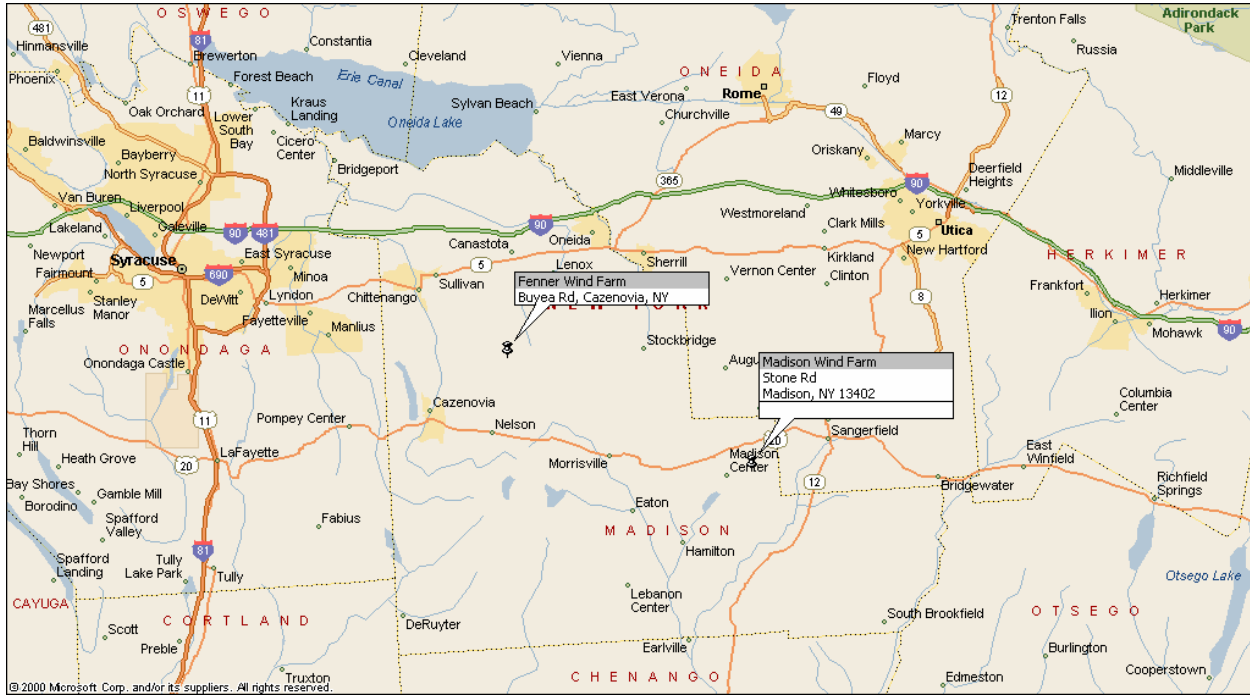 OSWEGO
Adirondack
Park
481
81
Hinmansville
Constantia
Cleveland
Vienna
Trenton Falls
Russia
Brewerton
Phoenix
Forest Beach
Erie Canal
ONEIDA
Rome
Floyd
11
12
Oak Orchard
Kraus
Landing
Sylvan Beach
East Verona
Lower
South
Bay
Oneida Lake
Churchville
49
Marcy
Baldwinsville
Cicero
Center
Bayberry
Oriskany
Deerfield
Heights
North Syracuse
Bridgeport
365
90
Middleville
Van Buren
Whitesboro
Yorkville
Liverpool
Westmoreland
Clark Mills
Utica
Lakeland
Galeville
90
481
90
Oneida
5
Canastota
New Hartford
Newport
East Syracuse
Sherrill
Kirkland
HERKIMER
Syracuse
Minoa
5
Lenox
Vernon Center
Clinton
Fairmount
5
690
Sullivan
Fenner Wind Farm
Frankfort
Stanley
Manor
DeWitt
Lyndon
Chittenango
Buyea Rd, Cazenovia, NY
8
Herkimer
NEW YORK
Marcellus
Falls
Fayetteville
Manlius
Ilion
Mohawk
90
ONONDAGA
Stockbridge
Onondaga Castle
Augu
Madison Wind Farm
Stone Rd
Madison, NY 13402
Columbia
Center
Cazenovia
11
Pompey Center
Nelson
Thorn
Hill
20
Sangerfield
LaFayette
Madison
Center
East
Winfield
Heath Grove
20
Morrisville
12
Bridgewater
Richfield
Springs
Bay Shores
Gamble Mill
Borodino
Eaton
Spafford
Valley
Fabius
MADISON
81
Hamilton
Spafford
Landing
Tully
Lake Park
Tully
Otsego Lake
Lebanon
Center
CAYUGA
CORTLAND
DeRuyter
South Brookfield
OTSEGO
Scott
Preble
Earlville
Burlington
Truxton
CHENANGO
Edmeston
Cooperstown
© 2000 Microsoft Corp. and/or its suppliers. All rights reserved.